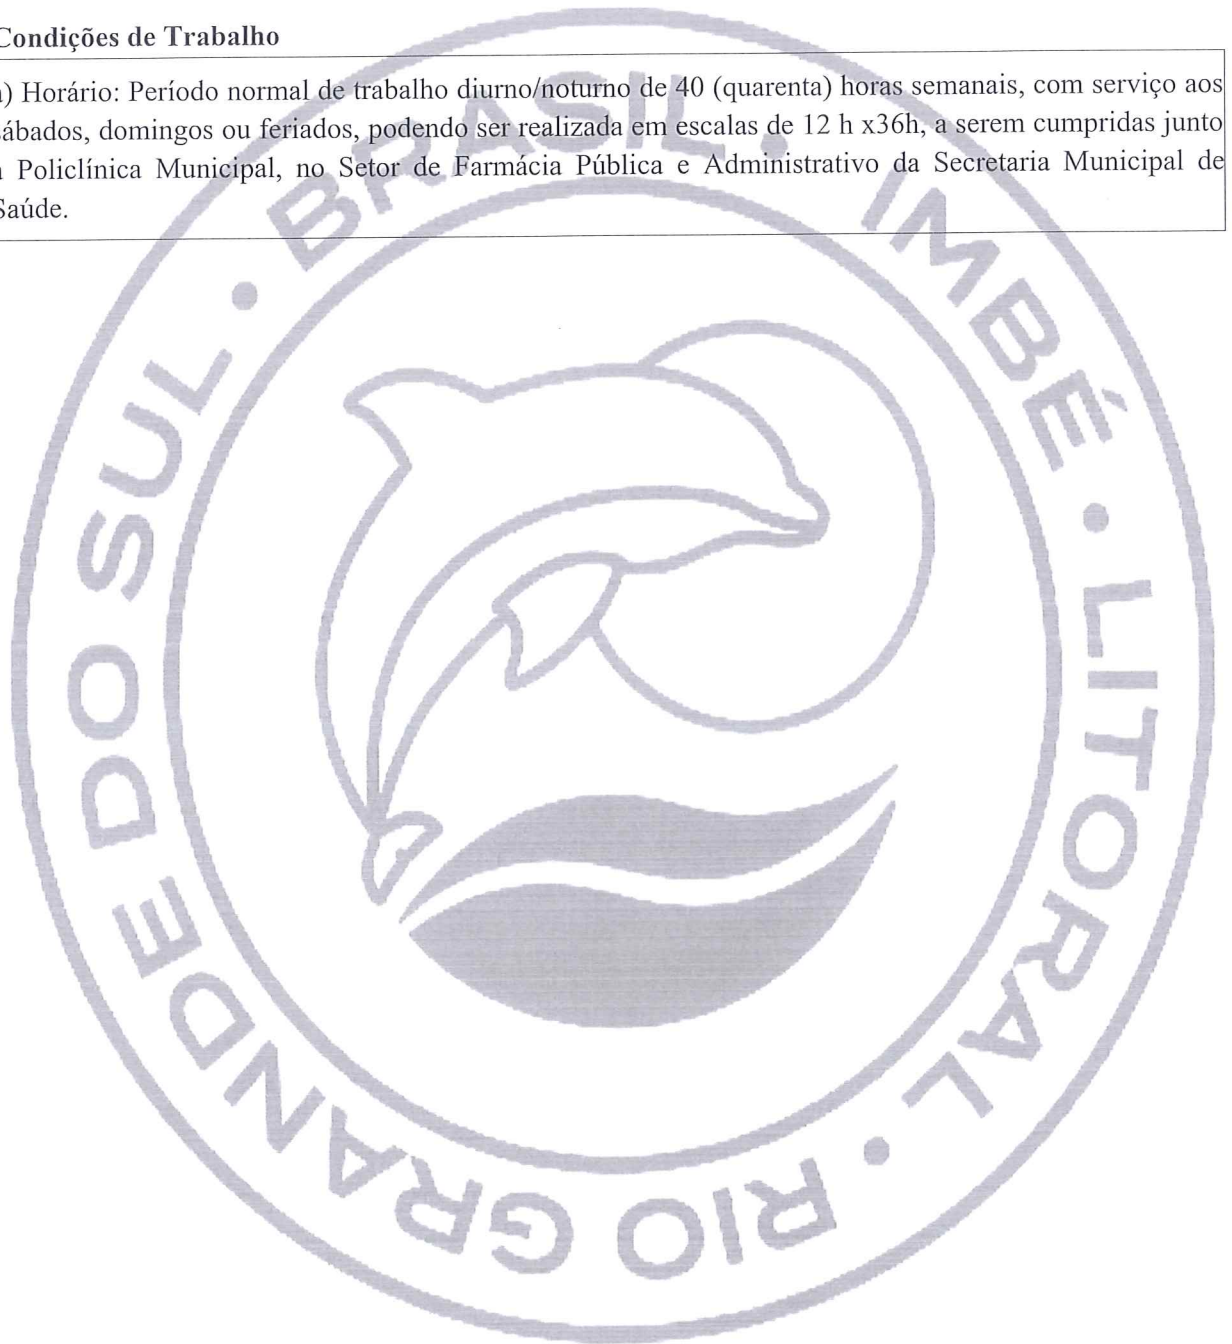 Condições de Trabalho
a) Horário: Período normal de trabalho diurno/noturno de 40 (quarenta) horas semanais, com serviço aos
sábados, domingos ou feriados, podendo ser realizada em escalas de 12 h x36h, a serem cumpridas junto
a Policlínica Municipal, no Setor de Farmácia Pública e Administrativo da Secretaria Municipal de
Saúde.
BRASIL • IMBÉ • LITORAL • RIO GRANDE DO SUL •